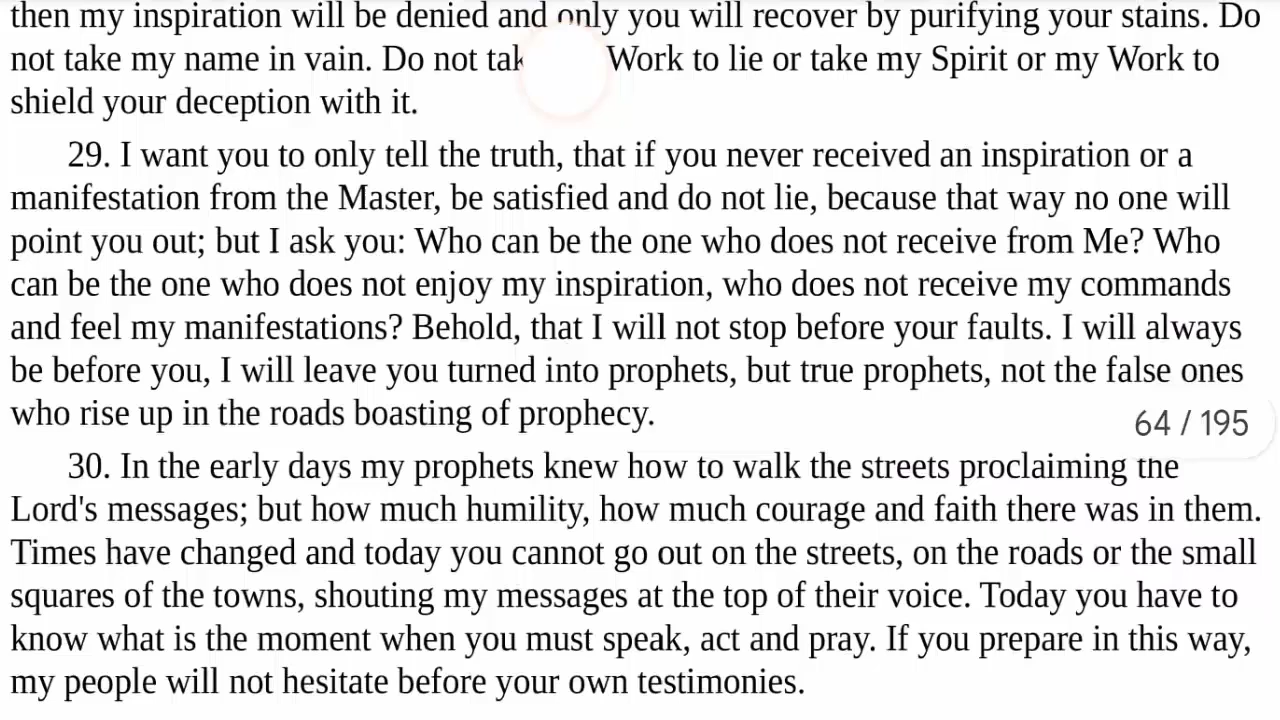 then my inspiration will be denied and only you will recover by purifying your stains. Do
not take my name in vain. Do not tak Work to lie or take my Spirit or my Work to
shield your deception with it.
29. I want you to only tell the truth, that if you never received an inspiration or a
manifestation from the Master, be satisfied and do not lie, because that way no one will
point you out; but I ask you: Who can be the one who does not receive from Me? Who
can be the one who does not enjoy my inspiration, who does not receive my commands
and feel my manifestations? Behold, that I will not stop before your faults. I will always
be before you, I will leave you turned into prophets, but true prophets, not the false ones
who rise up in the roads boasting of prophecy.
64 / 195
30. In the early days my prophets knew how to walk the streets proclaiming the
Lord's messages; but how much humility, how much courage and faith there was in them.
Times have changed and today you cannot go out on the streets, on the roads or the small
squares of the towns, shouting my messages at the top of their voice. Today you have to
know what is the moment when you must speak, act and pray. If you prepare in this way,
my people will not hesitate before your own testimonies.